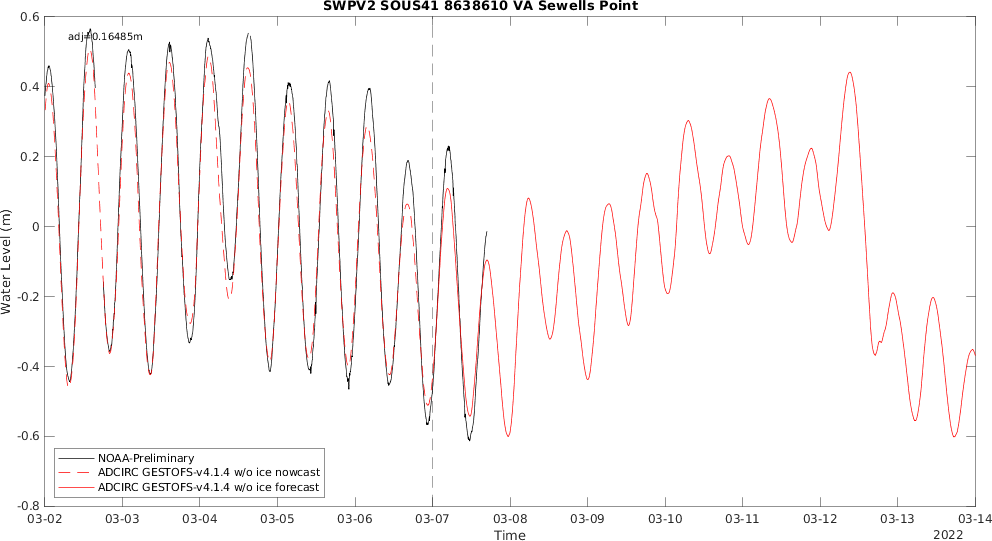 SWPV2 SOUS41 8638610 VA Sewells Point
adj=0.16485m
0.6
0.4
0.2
0
-0.2
-0.4
-0.6
-0.8
Water Level (m)
NOAA-Preliminary
ADCIRC GESTOFS-v4.1.4 w/o ice nowcast
ADCIRC GESTOFS-v4.1.4 w/o ice forecast
03-02 03-03 03-04 03-05 03-06 03-07 03-08 03-09 03-10 03-11 03-12 03-13 03-14
Time
2022